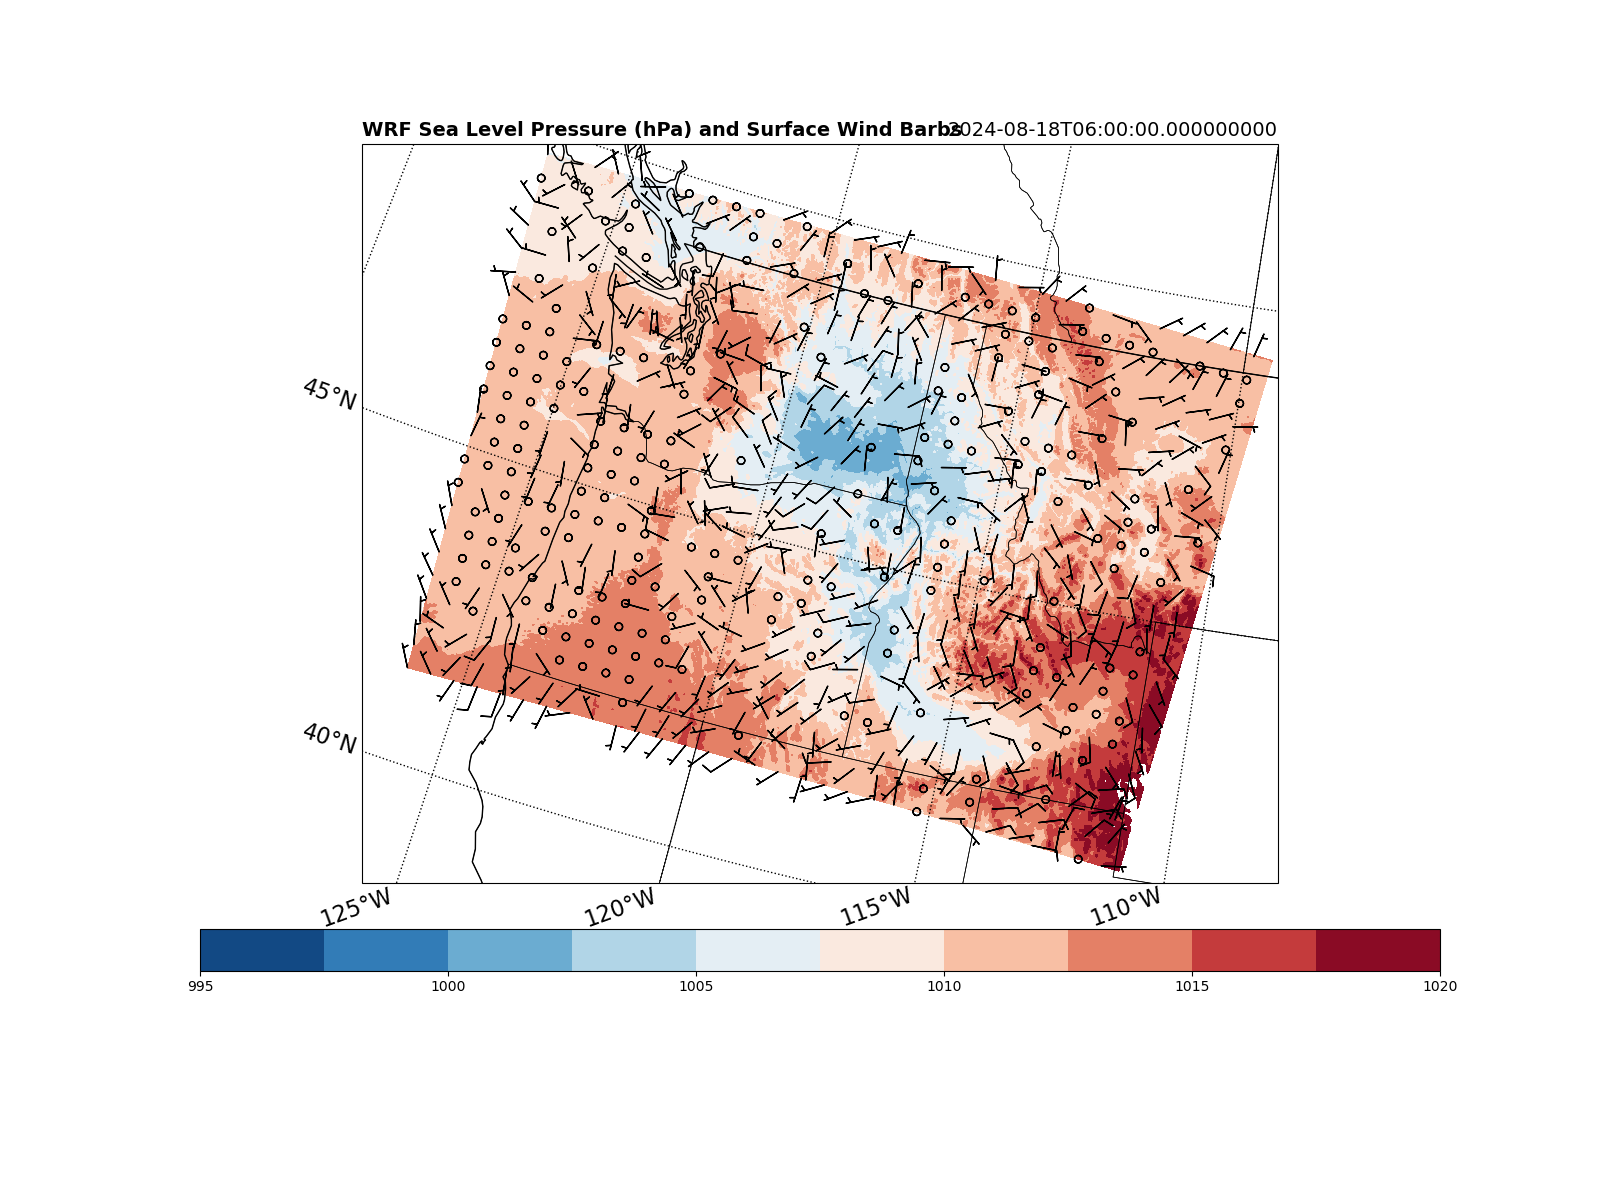 WRF Sea Level Pressure (hPa) and Surface Wind Barbs 2024-08-18T06:00:00.000000000
45°N
40°N
125°W 120°W 115°W 110°W
995 1000 1005 1010 1015 1020